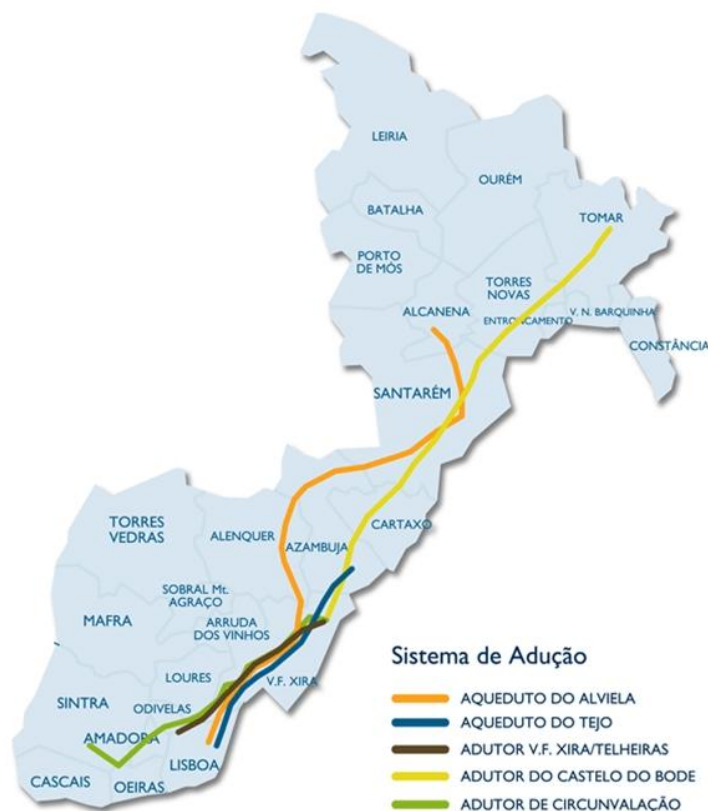 LEIRIA
OURÉM
BATALHA
TOMAR
PORTO
DE MÓS
TORRES
NOVAS
ALCANENA
ENTRONCAMENTO
V. N. BARQUINHA
CONSTÂNCIA
SANTARÉM
TORRES
VEDRAS
ALENQUER
CARTAXO
AZAMBUJA
SOBRAL Mt.
AGRAÇO
MAFRA
ARRUDA
DOS VINHOS
LOURES
V.F. XIRA
SINTRA
ODIVELAS
AMADORA
LISBOA
CASCAIS
OEIRAS
Sistema de Adução
AQUEDUTO DO ALVIELA
AQUEDUTO DO TEJO
ADUTOR V.F. XIRA/TELHEIRAS
ADUTOR DO CASTELO DO BODE
ADUTOR DE CIRCUNVALAÇÃO